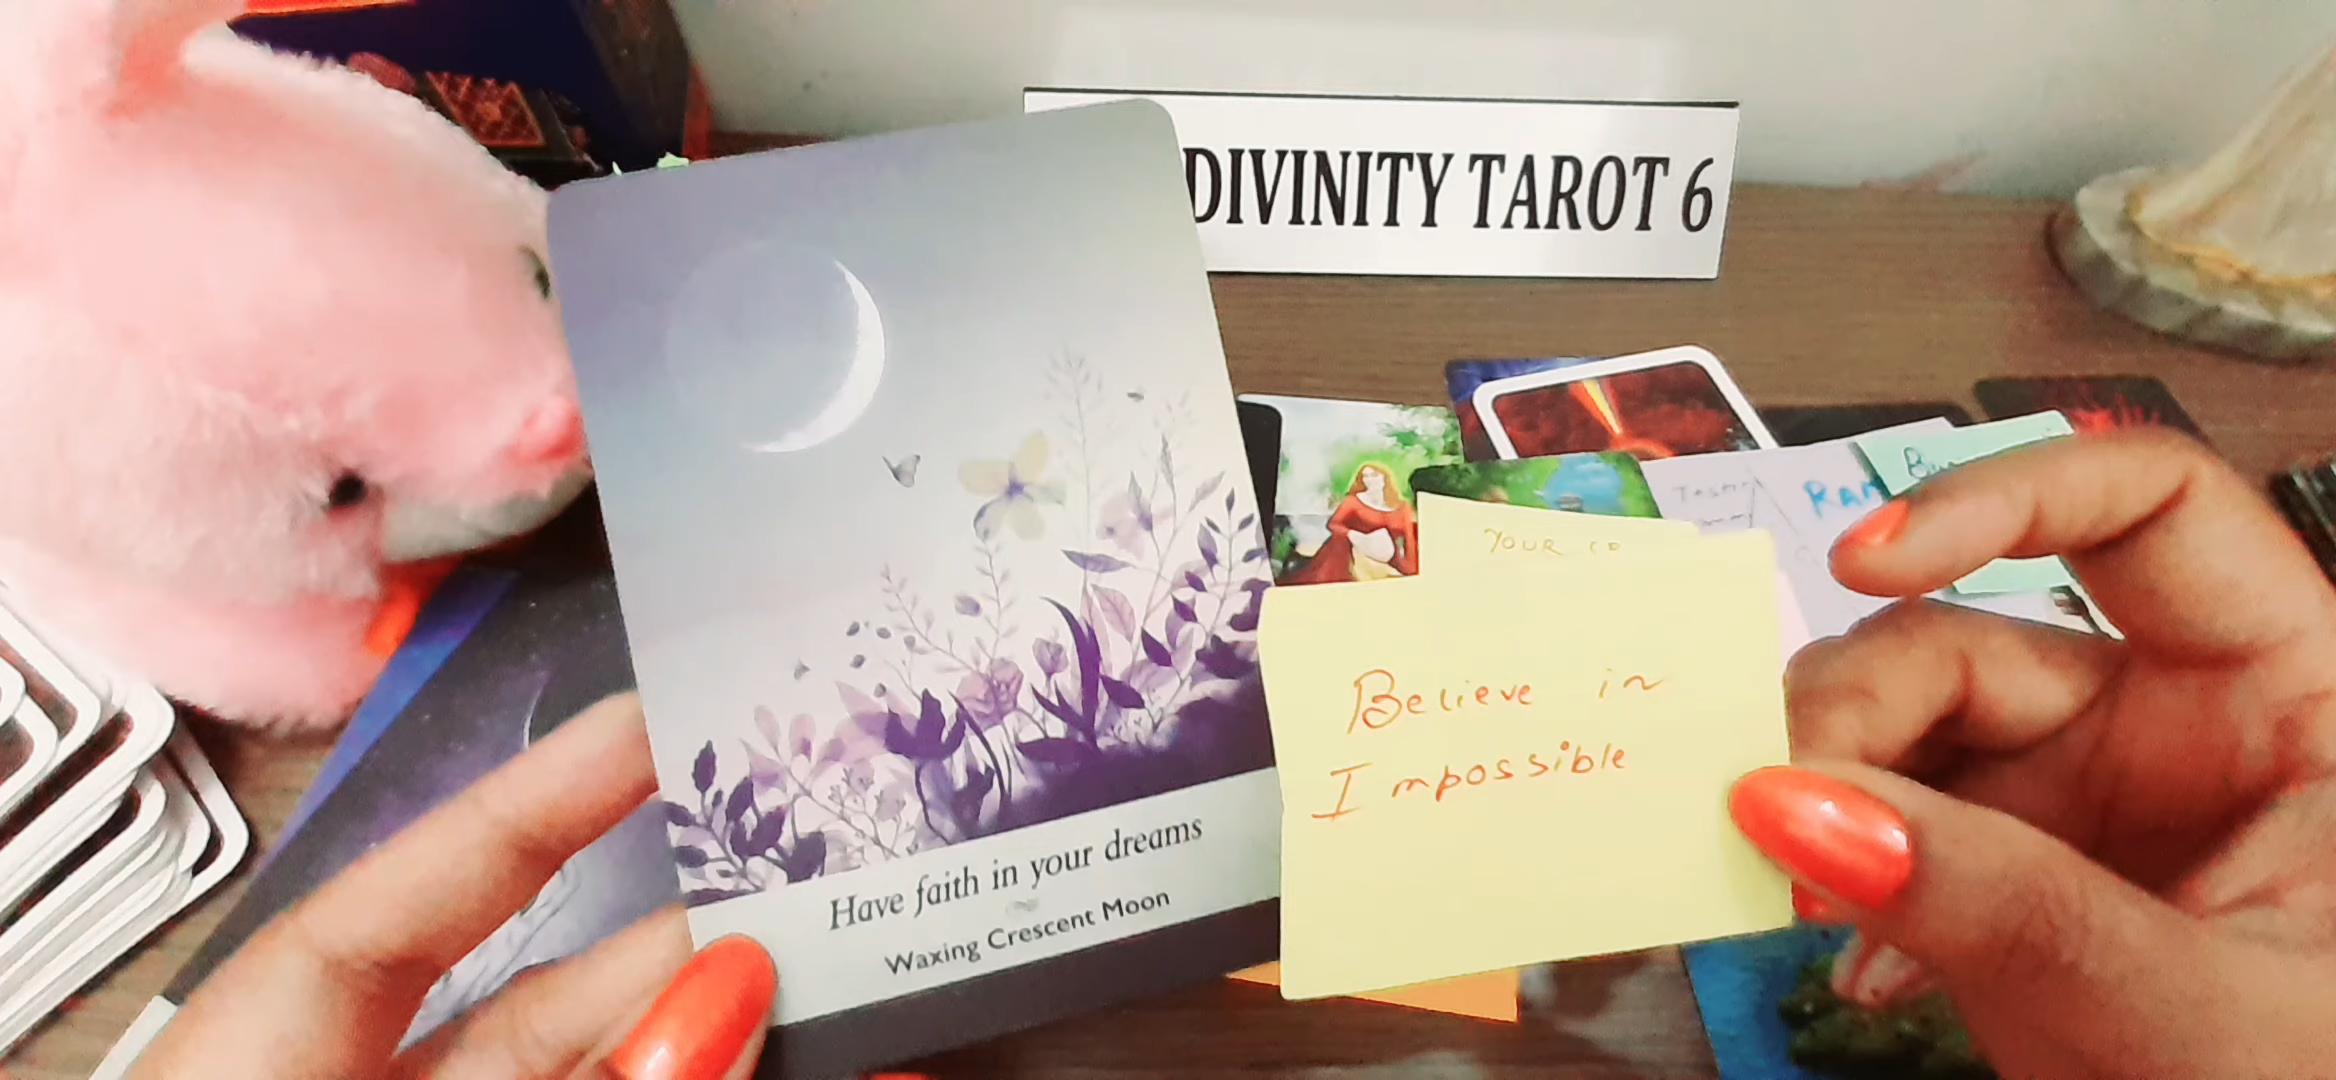 DIVINITY TAROT 6
YOUR
Believe in
Impossible
Have faith in your dreams
Waxing Crescent Moon